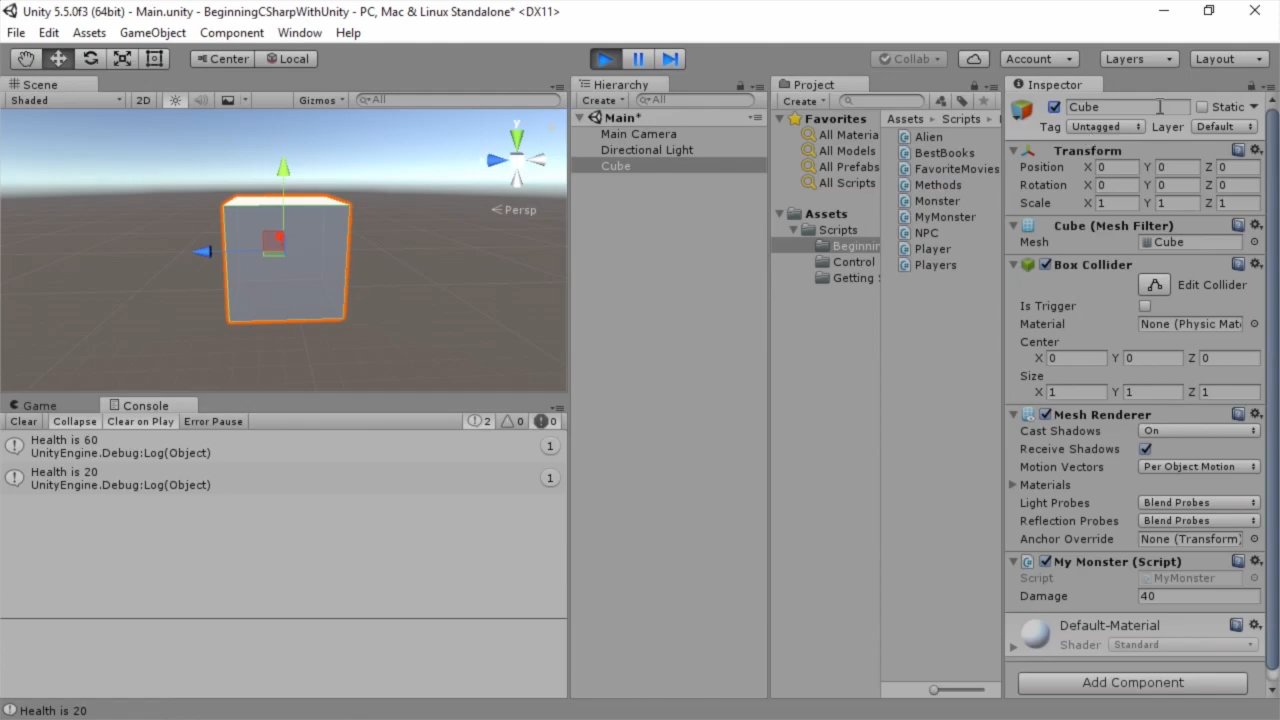 Unity 5.5.0f3 (64bit) - Main.unity - BeginningCSharpWithUnity - PC, Mac & Linux Standalone* <DX11>
File Edit Assets GameObject Component Window Help
Center Local Collab Account Layers Layout
Scene
Shaded 2D Gizmos All
y
Persp
Game Console
Clear Collapse Clear on Play Error Pause 2 0 0
Health is 60
UnityEngine.Debug:Log(Object)
1
Health is 20
UnityEngine.Debug:Log(Object)
1
Health is 20
Hierarchy
Create All
Main*
Main Camera
Directional Light
Cube
Project
Create
Favorites
All Materia
All Models
All Prefabs
All Scripts
Assets
Scripts
Beginnin
Control
Getting
Assets Scripts
Alien
BestBooks
FavoriteMovies
Methods
Monster
MyMonster
NPC
Player
Players
Inspector
Cube Static
Tag Untagged Layer Default
Transform
Position X 0 Y 0 Z 0
Rotation X 0 Y 0 Z 0
Scale X 1 Y 1 Z 1
Cube (Mesh Filter)
Mesh Cube
Box Collider
Edit Collider
Is Trigger
Material None (Physic Mat
Center
X 0 Y 0 Z 0
Size
X 1 Y 1 Z 1
Mesh Renderer
Cast Shadows On
Receive Shadows
Motion Vectors Per Object Motion
Materials
Light Probes Blend Probes
Reflection Probes Blend Probes
Anchor Override None (Transform)
My Monster (Script)
Script MyMonster
Damage 40
Default-Material
Shader Standard
Add Component